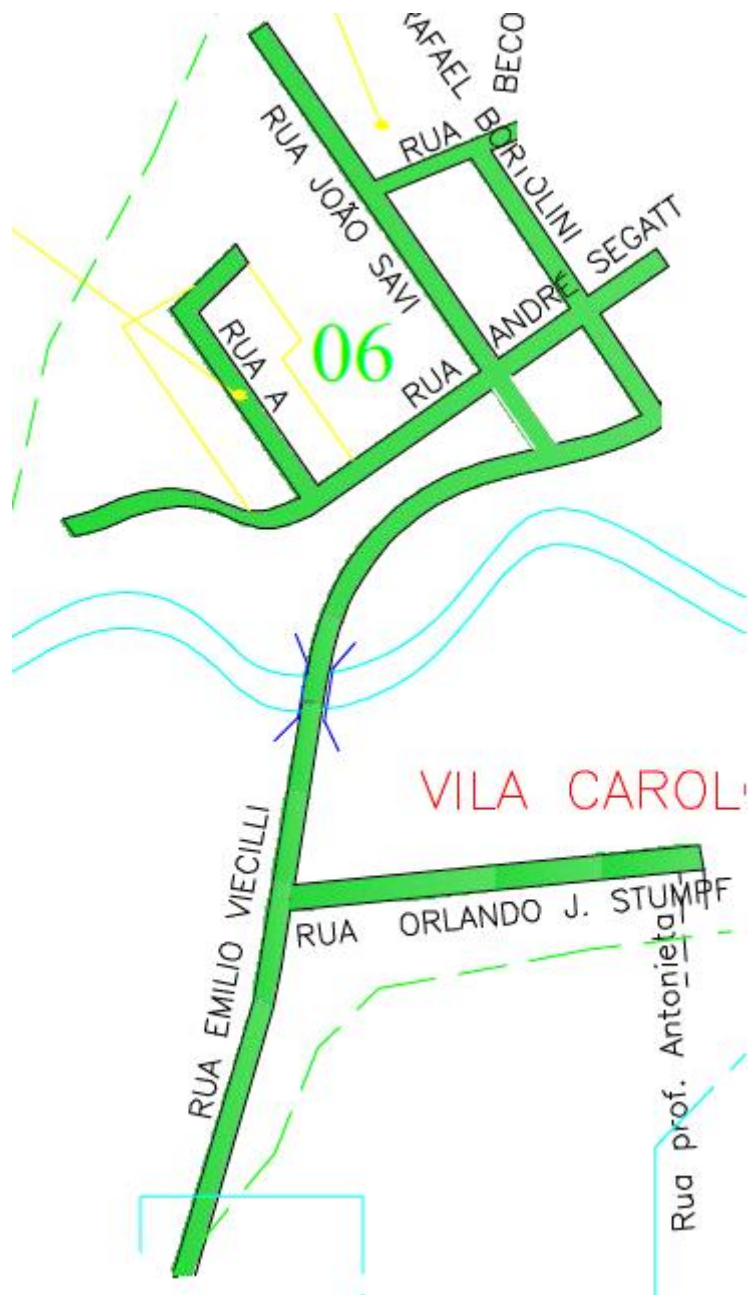 RAFAEL BORTOLINI
BECO
RUA
RUA JOÃO SAVI
RUA ANDRÉ SEGATT
RUA A
06
VILA CAROL
RUA EMILIO VIECILLI
RUA ORLANDO J. STUMPF
Rua prof. Antonieta